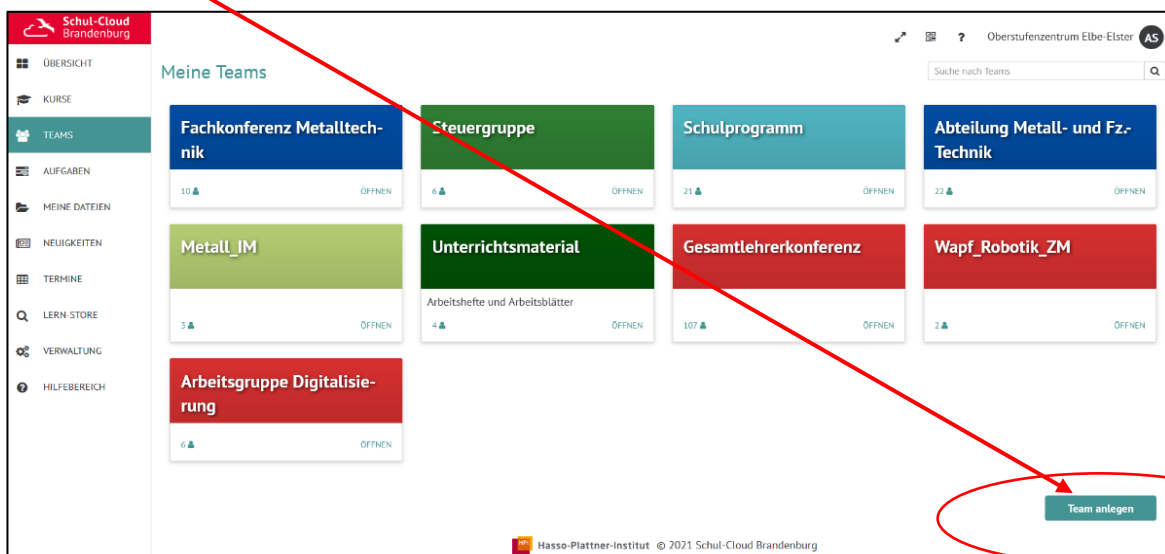 Schul-Cloud
Brandenburg
? Oberstufenzentrum Elbe-Elster AS
ÜBERSICHT
KURSE
TEAMS
AUFGABEN
MEINE DATEIEN
NEUIGKEITEN
TERMINE
LERN-STORE
VERWALTUNG
HILFEBEREICH
Meine Teams
Suche nach Teams
Fachkonferenz Metalltech-
nik
10 ÖFFNEN
Steuergruppe
6 ÖFFNEN
Schulprogramm
21 ÖFFNEN
Abteilung Metall- und Fz.-
Technik
22 ÖFFNEN
Metall_IM
3 ÖFFNEN
Unterrichtsmaterial
Arbeitshefte und Arbeitsblätter
4 ÖFFNEN
Gesamtlehrerkonferenz
107 ÖFFNEN
Wapf_Robotik_ZM
2 ÖFFNEN
Arbeitsgruppe Digitalisie-
rung
6 ÖFFNEN
Team anlegen
HPI Hasso-Plattner-Institut © 2021 Schul-Cloud Brandenburg